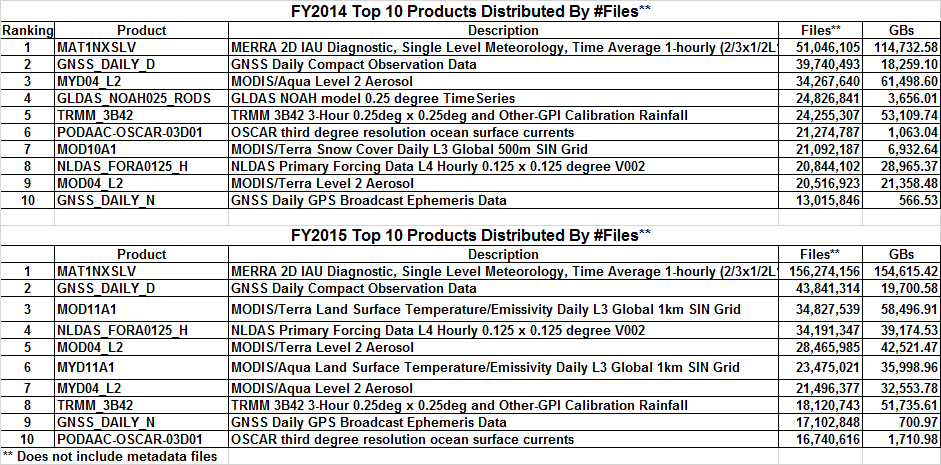 FY2014 Top 10 Products Distributed By #Files**
Ranking Product Description Files** GBs
1 MAT1NXSLV MERRA 2D IAU Diagnostic, Single Level Meteorology, Time Average 1-hourly (2/3x1/2L 51,046,105 114,732.58
2 GNSS_DAILY_D GNSS Daily Compact Observation Data 39,740,493 18,259.10
3 MYD04_L2 MODIS/Aqua Level 2 Aerosol 34,267,640 61,498.60
4 GLDAS_NOAH025_RODS GLDAS NOAH model 0.25 degree TimeSeries 24,826,841 3,656.01
5 TRMM_3B42 TRMM 3B42 3-Hour 0.25deg x 0.25deg and Other-GPI Calibration Rainfall 24,255,307 53,109.74
6 PODAAC-OSCAR-03D01 OSCAR third degree resolution ocean surface currents 21,274,787 1,063.04
7 MOD10A1 MODIS/Terra Snow Cover Daily L3 Global 500m SIN Grid 21,092,187 6,932.64
8 NLDAS_FORA0125_H NLDAS Primary Forcing Data L4 Hourly 0.125 x 0.125 degree V002 20,844,102 28,965.37
9 MOD04_L2 MODIS/Terra Level 2 Aerosol 20,516,923 21,358.48
10 GNSS_DAILY_N GNSS Daily GPS Broadcast Ephemeris Data 13,015,846 566.53
FY2015 Top 10 Products Distributed By #Files**
Product Description Files** GBs
1 MAT1NXSLV MERRA 2D IAU Diagnostic, Single Level Meteorology, Time Average 1-hourly (2/3x1/2L 156,274,156 154,615.42
2 GNSS_DAILY_D GNSS Daily Compact Observation Data 43,841,314 19,700.58
3 MOD11A1 MODIS/Terra Land Surface Temperature/Emissivity Daily L3 Global 1km SIN Grid 34,827,539 58,496.91
4 NLDAS_FORA0125_H NLDAS Primary Forcing Data L4 Hourly 0.125 x 0.125 degree V002 34,191,347 39,174.53
5 MOD04_L2 MODIS/Terra Level 2 Aerosol 28,465,985 42,521.47
6 MYD11A1 MODIS/Aqua Land Surface Temperature/Emissivity Daily L3 Global 1km SIN Grid 23,475,021 35,998.96
7 MYD04_L2 MODIS/Aqua Level 2 Aerosol 21,496,377 32,553.78
8 TRMM_3B42 TRMM 3B42 3-Hour 0.25deg x 0.25deg and Other-GPI Calibration Rainfall 18,120,743 51,735.61
9 GNSS_DAILY_N GNSS Daily GPS Broadcast Ephemeris Data 17,102,848 700.97
10 PODAAC-OSCAR-03D01 OSCAR third degree resolution ocean surface currents 16,740,616 1,710.98
** Does not include metadata files